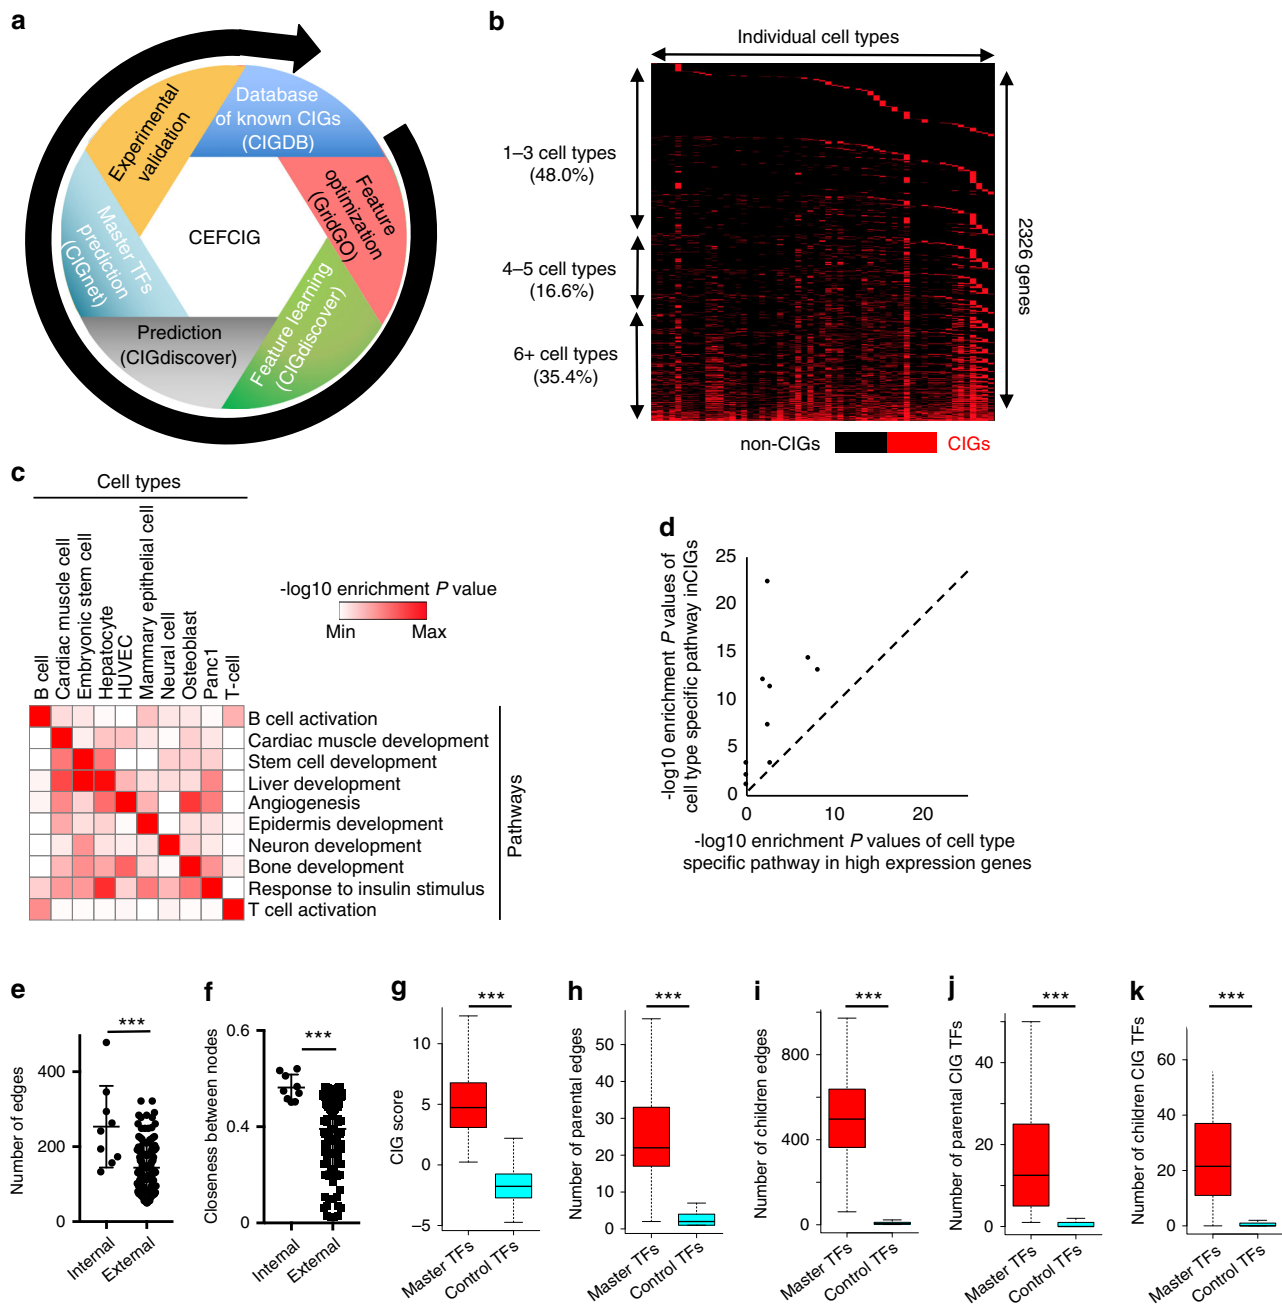 a
Experimental
validation
Database
of known CIGs
(CIGDB)
Feature
optimization
(GridGO)
Feature learning
(CIGdiscover)
Prediction
(CIGdiscover)
Master TFs
prediction
(CIGnet)
CEFCIG
b
Individual cell types
1–3 cell types
(48.0%)
4–5 cell types
(16.6%)
6+ cell types
(35.4%)
2326 genes
non-CIGs
CIGs
c
Cell types
B cell
Cardiac muscle cell
Embryonic stem cell
Hepatocyte
HUVEC
Mammary epithelial cell
Neural cell
Osteoblast
Panc1
T-cell
-log10 enrichment P value
Min
Max
B cell activation
Cardiac muscle development
Stem cell development
Liver development
Angiogenesis
Epidermis development
Neuron development
Bone development
Response to insulin stimulus
T cell activation
Pathways
d
-log10 enrichment P values of
cell type specific pathway inCIGs
25
20
15
10
5
0
0
20
-log10 enrichment P values of cell type
specific pathway in high expression genes
e
Number of edges
400
200
0
***
Internal
External
f
Closeness between nodes
0.6
0.4
0
***
Internal
External
g
CIG score
10
5
0
–5
***
Master TFs
Control TFs
h
Number of parental edges
50
40
30
20
10
0
***
Master TFs
Control TFs
i
Number of children edges
800
400
0
***
Master TFs
Control TFs
j
Number of parental CIG TFs
40
20
0
***
Master TFs
Control TFs
k
Number of children CIG TFs
60
40
20
0
***
Master TFs
Control TFs